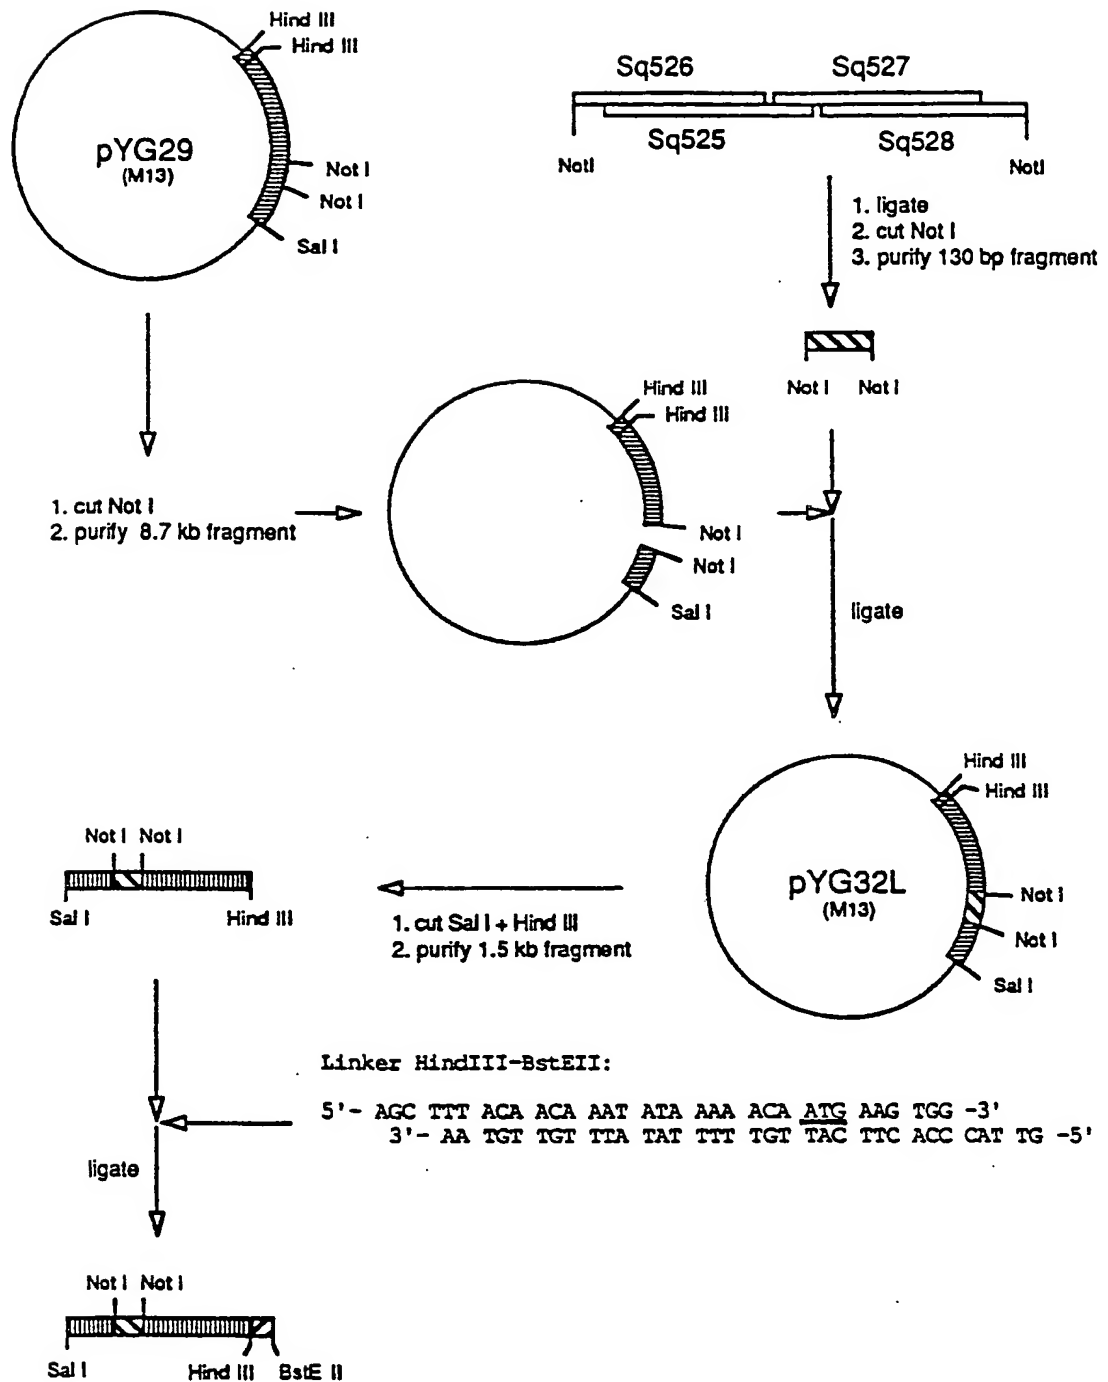 Hind III
Hind III
pYG29
(M13)
Not I
Not I
Sal I
Sq526
Sq527
Sq525
Sq528
NotI
NotI
1. ligate
2. cut Not I
3. purify 130 bp fragment
Not I Not I
1. cut Not I
2. purify 8.7 kb fragment
Hind III
Hind III
Not I
Not I
Sal I
ligate
Hind III
Hind III
pYG32L
(M13)
Not I
Not I
Sal I
1. cut Sal I + Hind III
2. purify 1.5 kb fragment
Not I Not I
Sal I Hind III
Linker HindIII-BstEII:
5'- AGC TTT ACA ACA AAT ATA AAA ACA ATG AAG TGG -3'
3'- AA TGT TGT TTA TAT TTT TGT TAC TTC ACC CAT TG -5'
ligate
Not I Not I
Sal I Hind III BstE II